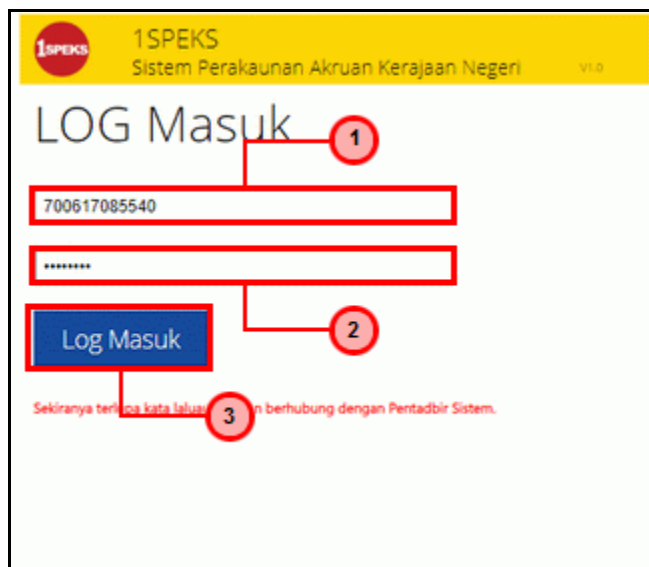 1SPEKS
1SPEKS
Sistem Perakaunan Akruan Kerajaan Negeri V1.0
LOG Masuk
1
700617085540
••••••••
2
Log Masuk
Sekiranya terlupa kata laluan berhubung dengan Pentadbir Sistem.
3